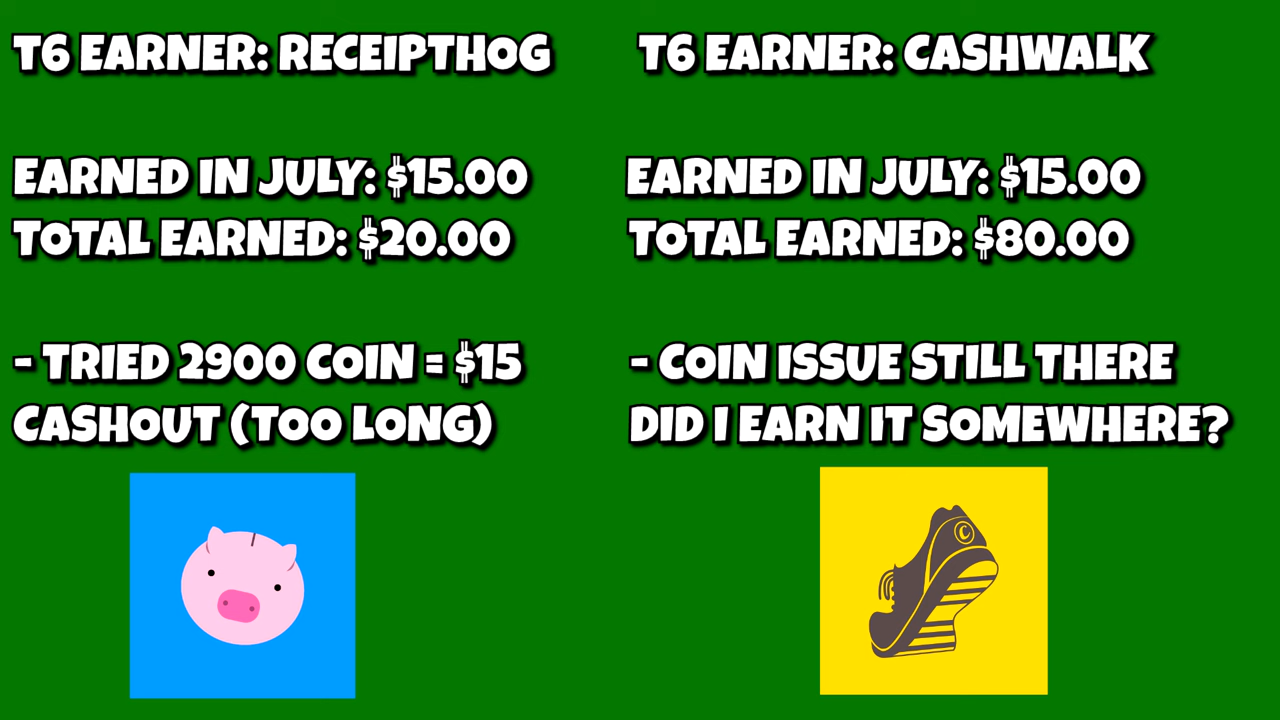 T6 EARNER: RECEIPTHOG
EARNED IN JULY: $15.00
TOTAL EARNED: $20.00
- TRIED 2900 COIN = $15
CASHOUT (TOO LONG)
T6 EARNER: CASHWALK
EARNED IN JULY: $15.00
TOTAL EARNED: $80.00
- COIN ISSUE STILL THERE
DID I EARN IT SOMEWHERE?
C